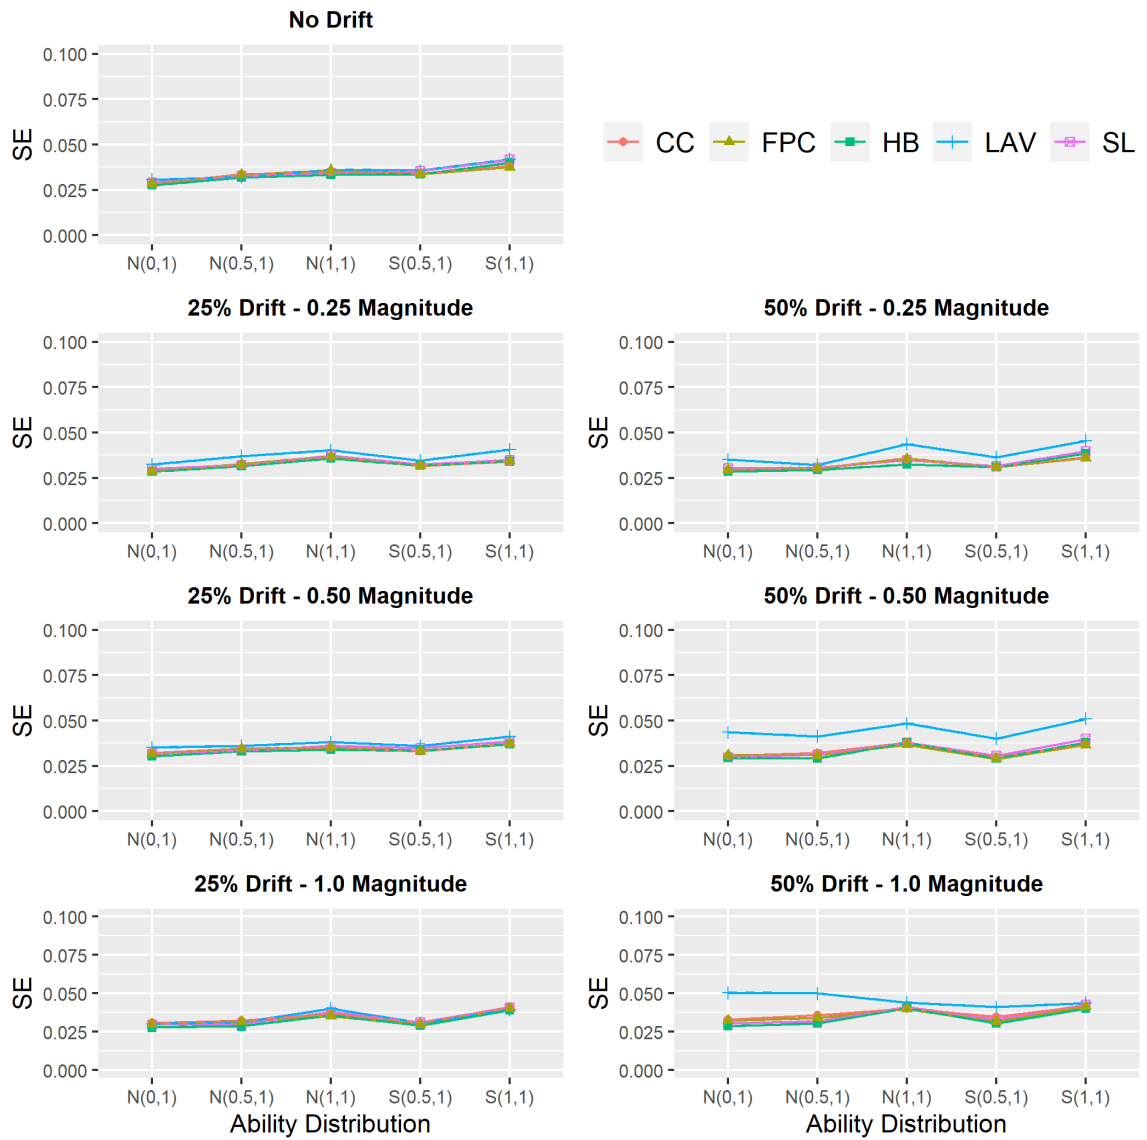 No Drift
0.100
0.075
0.050
0.025
0.000
SE
N(0,1) N(0.5,1) N(1,1) S(0.5,1) S(1,1)
CC FPC HB LAV SL
25% Drift - 0.25 Magnitude
0.100
0.075
0.050
0.025
0.000
SE
N(0,1) N(0.5,1) N(1,1) S(0.5,1) S(1,1)
50% Drift - 0.25 Magnitude
0.100
0.075
0.050
0.025
0.000
SE
N(0,1) N(0.5,1) N(1,1) S(0.5,1) S(1,1)
25% Drift - 0.50 Magnitude
0.100
0.075
0.050
0.025
0.000
SE
N(0,1) N(0.5,1) N(1,1) S(0.5,1) S(1,1)
50% Drift - 0.50 Magnitude
0.100
0.075
0.050
0.025
0.000
SE
N(0,1) N(0.5,1) N(1,1) S(0.5,1) S(1,1)
25% Drift - 1.0 Magnitude
0.100
0.075
0.050
0.025
0.000
SE
N(0,1) N(0.5,1) N(1,1) S(0.5,1) S(1,1)
Ability Distribution
50% Drift - 1.0 Magnitude
0.100
0.075
0.050
0.025
0.000
SE
N(0,1) N(0.5,1) N(1,1) S(0.5,1) S(1,1)
Ability Distribution